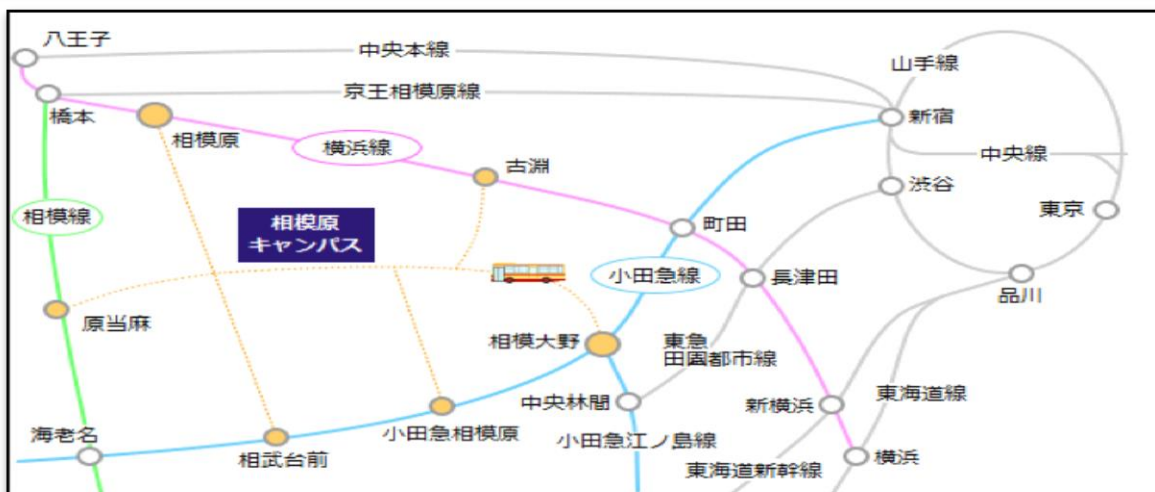 八王子
中央本線
山手線
京王相模原線
橋本
新宿
相模原
横浜線
中央線
古淵
渋谷
相模線
相模原
キャンパス
町田
東京
小田急線
長津田
品川
原当麻
相模大野
東急
田園都市線
中央林間
新横浜
東海道線
海老名
小田急相模原
小田急江ノ島線
相武台前
横浜
東海道新幹線